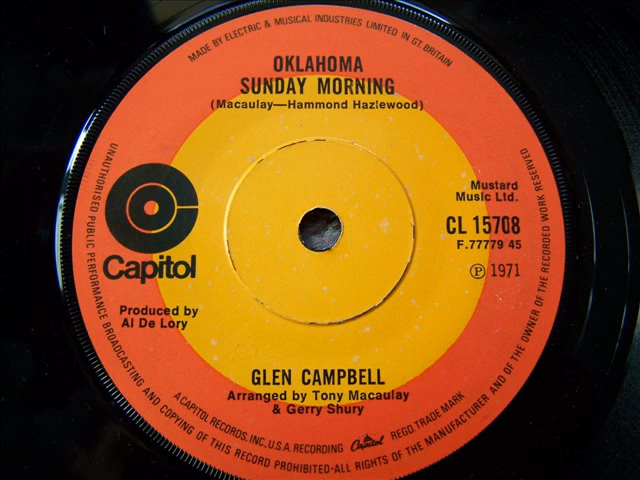 MADE BY ELECTRIC & MUSICAL INDUSTRIES LIMITED IN GT. BRITAIN
OKLAHOMA
SUNDAY MORNING
(Macaulay—Hammond Hazlewood)
Capitol
Mustard
Music Ltd.
CL 15708
F.77779 45
Ⓟ 1971
Produced by
Al De Lory
GLEN CAMPBELL
Arranged by Tony Macaulay
& Gerry Shury
A CAPITOL RECORDS, INC., U.S.A. RECORDING
Capitol
REGD. TRADE MARK
UNAUTHORISED PUBLIC PERFORMANCE BROADCASTING AND COPYING OF THIS RECORD PROHIBITED·ALL RIGHTS OF THE MANUFACTURER AND OF THE OWNER OF THE RECORDED WORK RESERVED